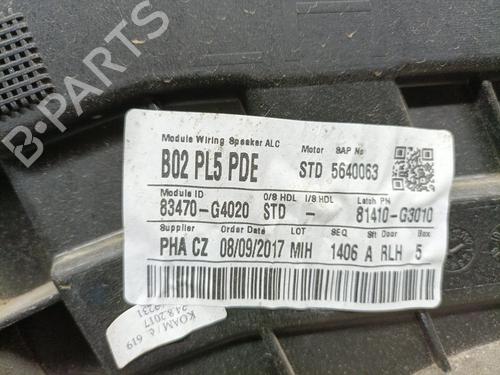 Module Wiring Speaker ALC Motor SAP No
B02 PL5 PDE STD 5640063
Module ID O/S HDL I/S HDL Latch PN
83470-G4020 STD - 81410-G3010
Supplier Order Date LOT SEQ Sft Door Box
PHA CZ 08/09/2017 MIH 1406 A RLH 5
KOAM / č. 619
24.8.2017
B-PARTS